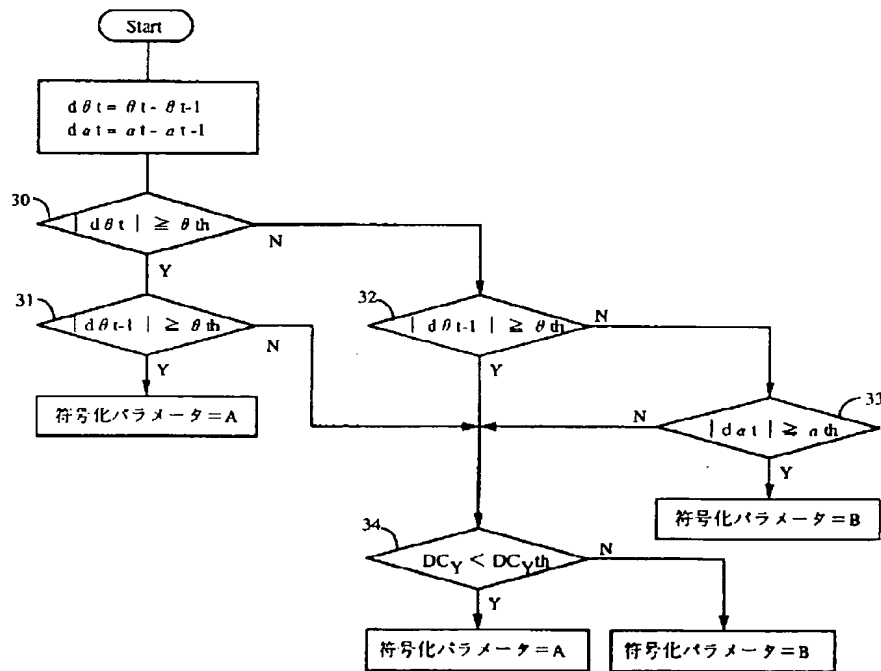 Start
dθt = θt - θt-1
dαt = αt - αt-1
30
| dθt | ≧ θth
N
Y
31
| dθt-1 | ≧ θth
N
Y
符号化パラメータ=A
32
| dθt-1 | ≧ θth
N
Y
33
| dαt | ≧ αth
N
Y
符号化パラメータ=B
34
DCY < DCYth
N
Y
符号化パラメータ=A
符号化パラメータ=B